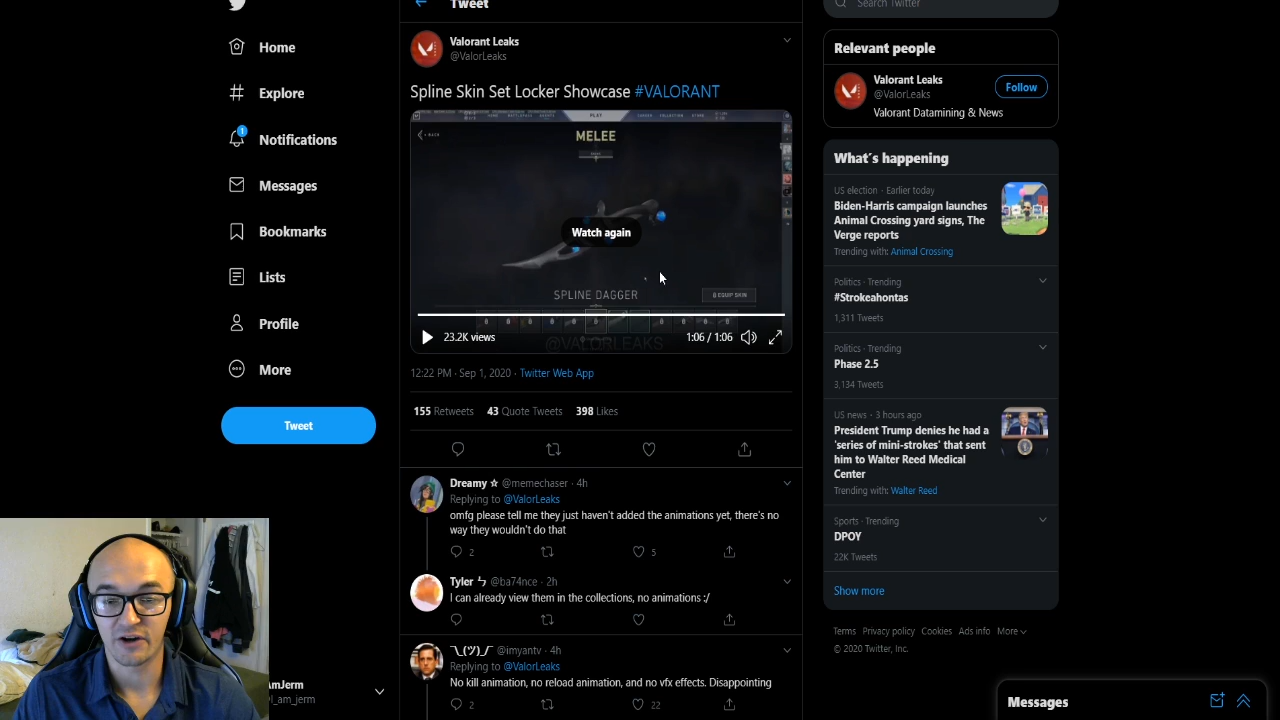 Tweet
Search Twitter
Home
Explore
1
Notifications
Messages
Bookmarks
Lists
Profile
More
Tweet
AmJerm
@i_am_jerm
Valorant Leaks
@ValorLeaks
Spline Skin Set Locker Showcase #VALORANT
PLAY
MELEE
Watch again
SPLINE DAGGER
EQUIP SKIN
@VALORLEAKS
23.2K views
1:06 / 1:06
12:22 PM · Sep 1, 2020 · Twitter Web App
155 Retweets 43 Quote Tweets 398 Likes
Dreamy ☆ @memechaser · 4h
Replying to @ValorLeaks
omfg please tell me they just haven't added the animations yet, there's no
way they wouldn't do that
2
5
Tyler ㄣ @ba74nce · 2h
I can already view them in the collections, no animations :/
¯\_(ツ)_/¯ @imyantv · 4h
Replying to @ValorLeaks
No kill animation, no reload animation, and no vfx effects. Disappointing
2
22
Relevant people
Valorant Leaks
@ValorLeaks
Follow
Valorant Datamining & News
What's happening
US election · Earlier today
Biden-Harris campaign launches
Animal Crossing yard signs, The
Verge reports
Trending with: Animal Crossing
Politics · Trending
#Strokeahontas
1,311 Tweets
Politics · Trending
Phase 2.5
3,134 Tweets
US news · 3 hours ago
President Trump denies he had a
'series of mini-strokes' that sent
him to Walter Reed Medical
Center
Trending with: Walter Reed
Sports · Trending
DPOY
22K Tweets
Show more
Terms Privacy policy Cookies Ads info More
© 2020 Twitter, Inc.
Messages